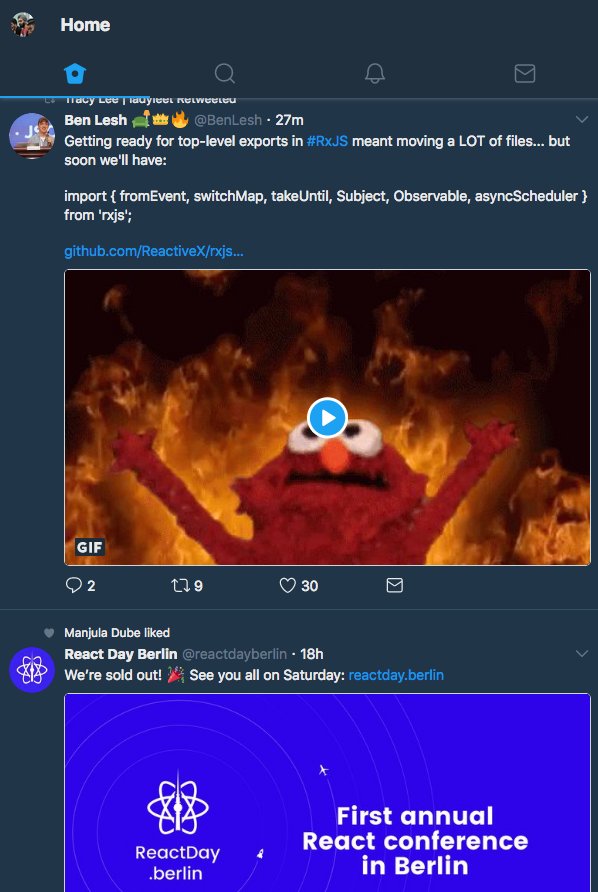 Home
Tracy Lee | ladyleet Retweeted
Ben Lesh 🛋️👑🔥 @BenLesh · 27m
Getting ready for top-level exports in #RxJS meant moving a LOT of files... but
soon we'll have:
import { fromEvent, switchMap, takeUntil, Subject, Observable, asyncScheduler }
from 'rxjs';
github.com/ReactiveX/rxjs...
GIF
2 9 30
Manjula Dube liked
React Day Berlin @reactdayberlin · 18h
We're sold out! 🎉 See you all on Saturday: reactday.berlin
First annual
React conference
in Berlin
ReactDay
.berlin